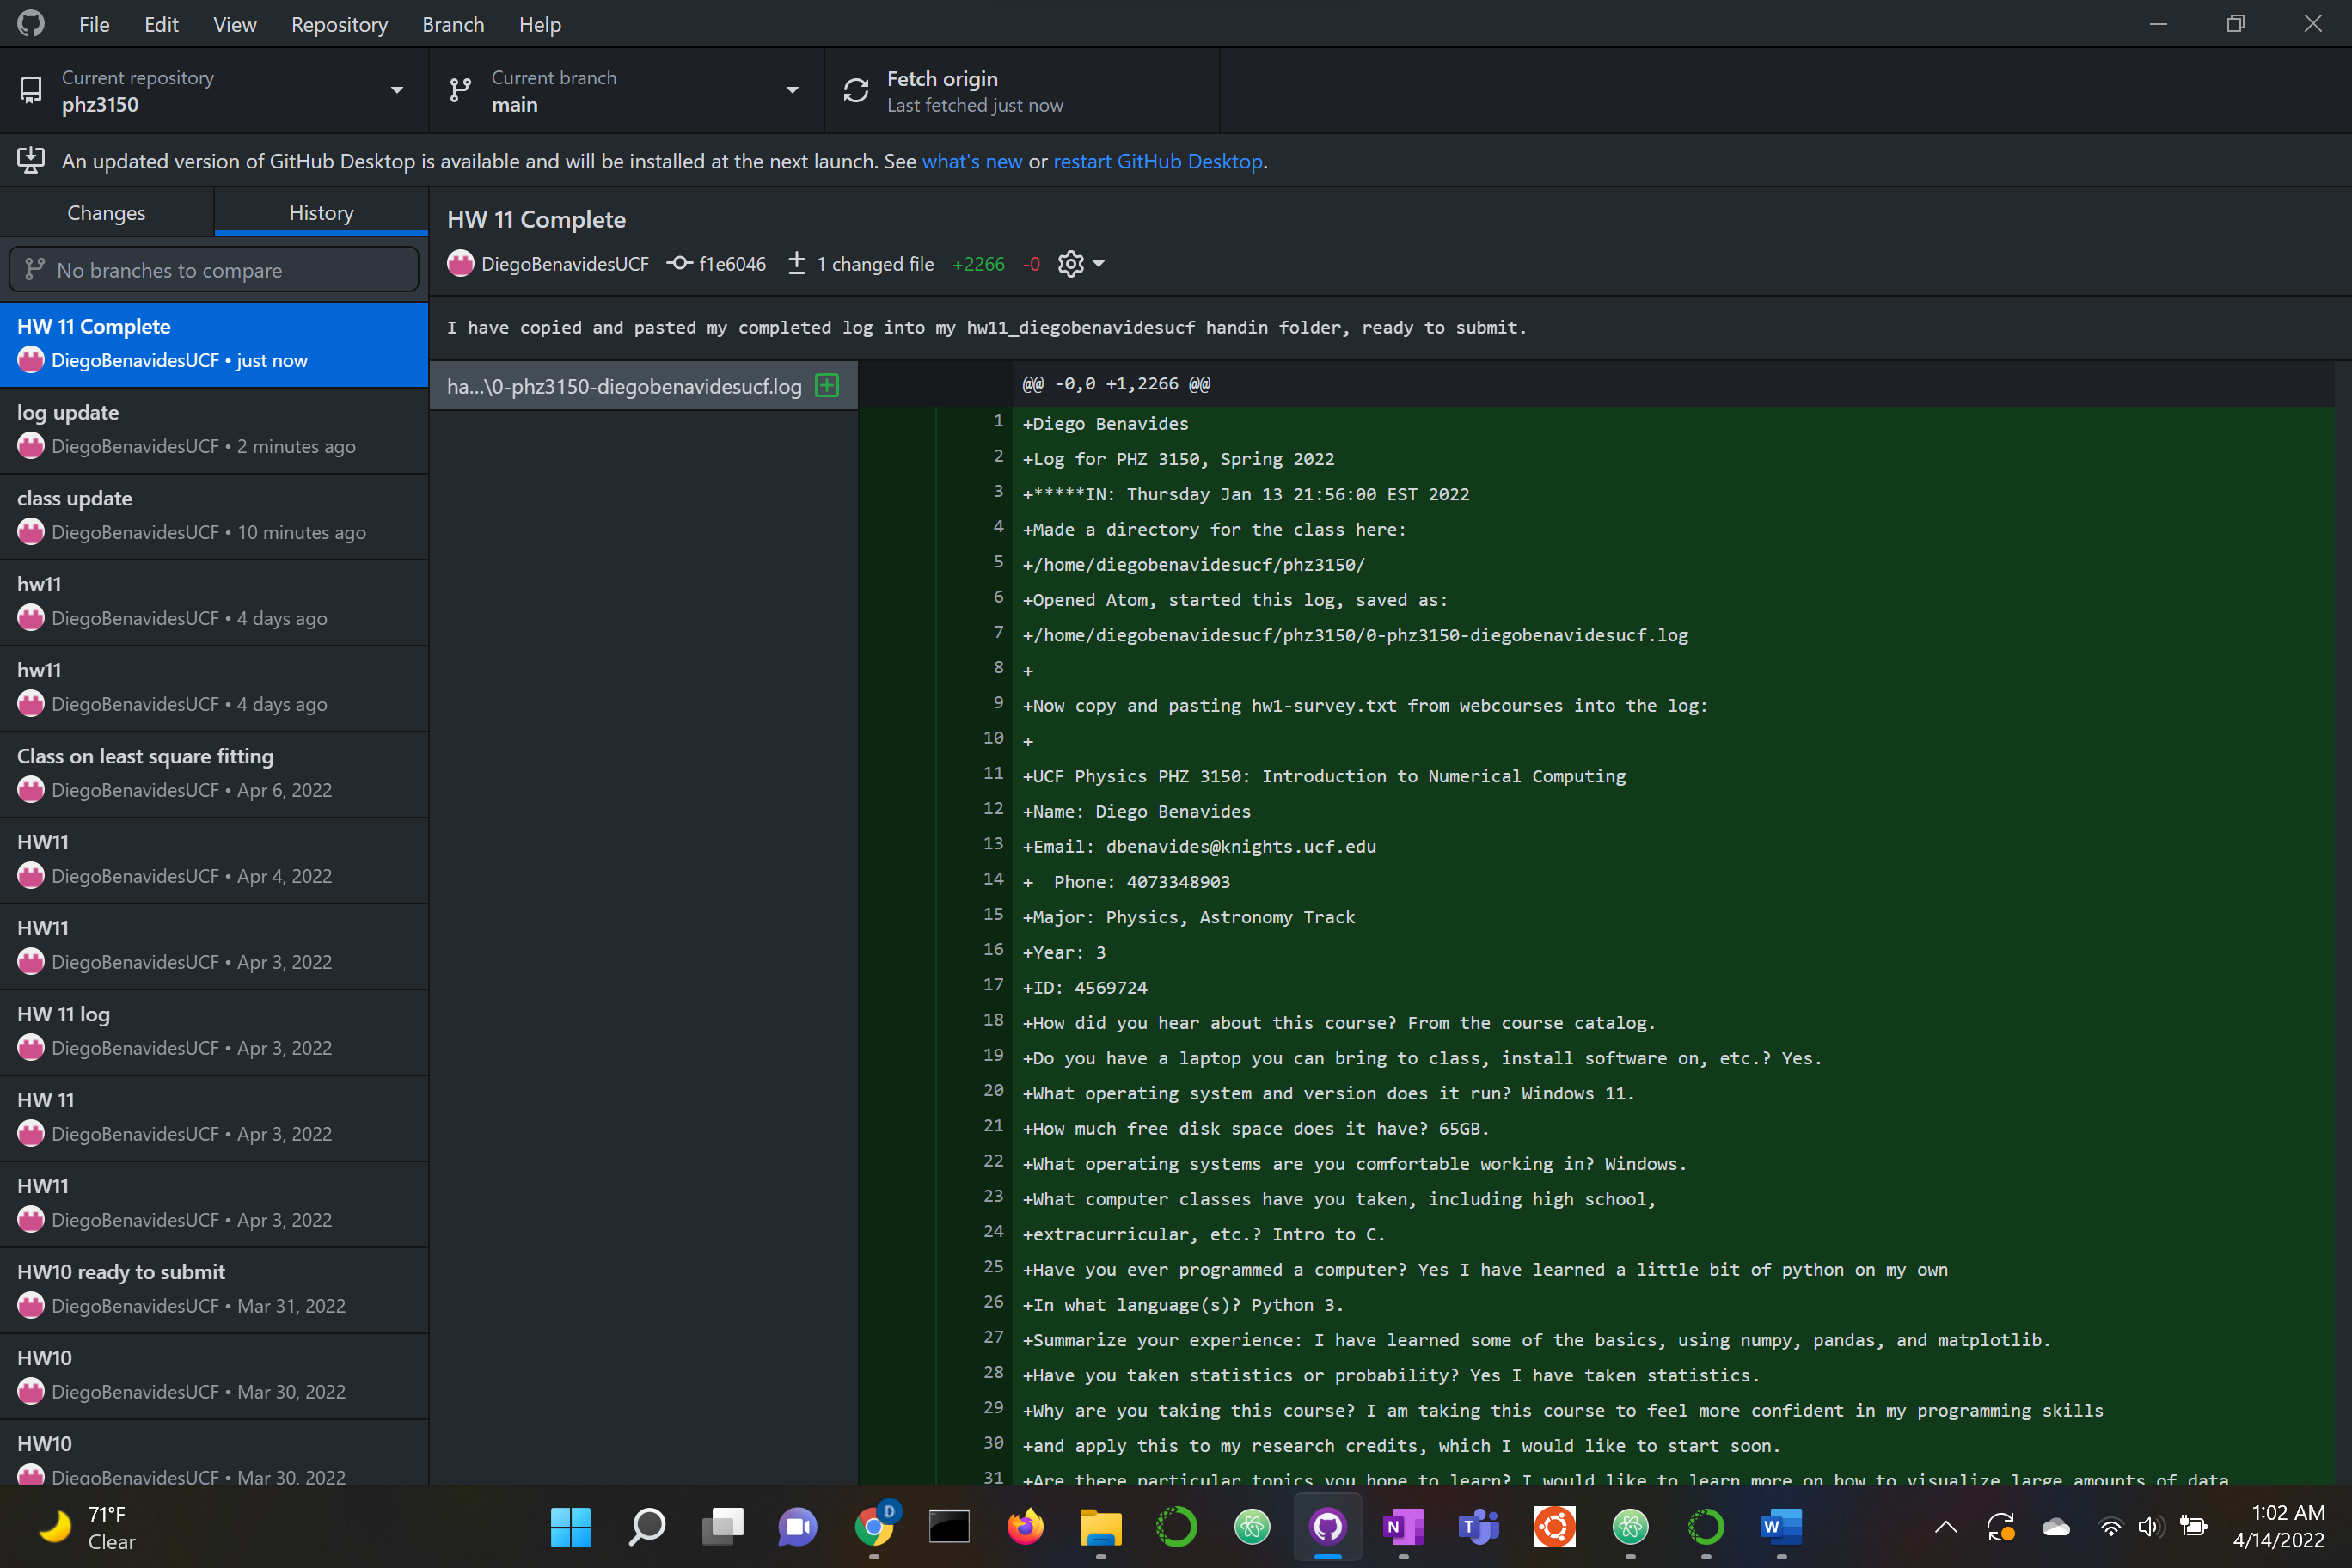 File Edit View Repository Branch Help
Current repository
phz3150
Current branch
main
Fetch origin
Last fetched just now
An updated version of GitHub Desktop is available and will be installed at the next launch. See what's new or restart GitHub Desktop.
Changes
History
No branches to compare
HW 11 Complete
DiegoBenavidesUCF • just now
log update
DiegoBenavidesUCF • 2 minutes ago
class update
DiegoBenavidesUCF • 10 minutes ago
hw11
DiegoBenavidesUCF • 4 days ago
hw11
DiegoBenavidesUCF • 4 days ago
Class on least square fitting
DiegoBenavidesUCF • Apr 6, 2022
HW11
DiegoBenavidesUCF • Apr 4, 2022
HW11
DiegoBenavidesUCF • Apr 3, 2022
HW 11 log
DiegoBenavidesUCF • Apr 3, 2022
HW 11
DiegoBenavidesUCF • Apr 3, 2022
HW11
DiegoBenavidesUCF • Apr 3, 2022
HW10 ready to submit
DiegoBenavidesUCF • Mar 31, 2022
HW10
DiegoBenavidesUCF • Mar 30, 2022
HW10
DiegoBenavidesUCF • Mar 30, 2022
HW 11 Complete
DiegoBenavidesUCF f1e6046 1 changed file +2266 -0
I have copied and pasted my completed log into my hw11_diegobenavidesucf handin folder, ready to submit.
ha...\0-phz3150-diegobenavidesucf.log
@@ -0,0 +1,2266 @@
1 +Diego Benavides
2 +Log for PHZ 3150, Spring 2022
3 +*****IN: Thursday Jan 13 21:56:00 EST 2022
4 +Made a directory for the class here:
5 +/home/diegobenavidesucf/phz3150/
6 +Opened Atom, started this log, saved as:
7 +/home/diegobenavidesucf/phz3150/0-phz3150-diegobenavidesucf.log
8 +
9 +Now copy and pasting hw1-survey.txt from webcourses into the log:
10 +
11 +UCF Physics PHZ 3150: Introduction to Numerical Computing
12 +Name: Diego Benavides
13 +Email: dbenavides@knights.ucf.edu
14 +  Phone: 4073348903
15 +Major: Physics, Astronomy Track
16 +Year: 3
17 +ID: 4569724
18 +How did you hear about this course? From the course catalog.
19 +Do you have a laptop you can bring to class, install software on, etc.? Yes.
20 +What operating system and version does it run? Windows 11.
21 +How much free disk space does it have? 65GB.
22 +What operating systems are you comfortable working in? Windows.
23 +What computer classes have you taken, including high school,
24 +extracurricular, etc.? Intro to C.
25 +Have you ever programmed a computer? Yes I have learned a little bit of python on my own
26 +In what language(s)? Python 3.
27 +Summarize your experience: I have learned some of the basics, using numpy, pandas, and matplotlib.
28 +Have you taken statistics or probability? Yes I have taken statistics.
29 +Why are you taking this course? I am taking this course to feel more confident in my programming skills
30 +and apply this to my research credits, which I would like to start soon.
31 +Are there particular topics you hope to learn? I would like to learn more on how to visualize large amounts of data.
71°F
Clear
D
N
T
W
1:02 AM
4/14/2022